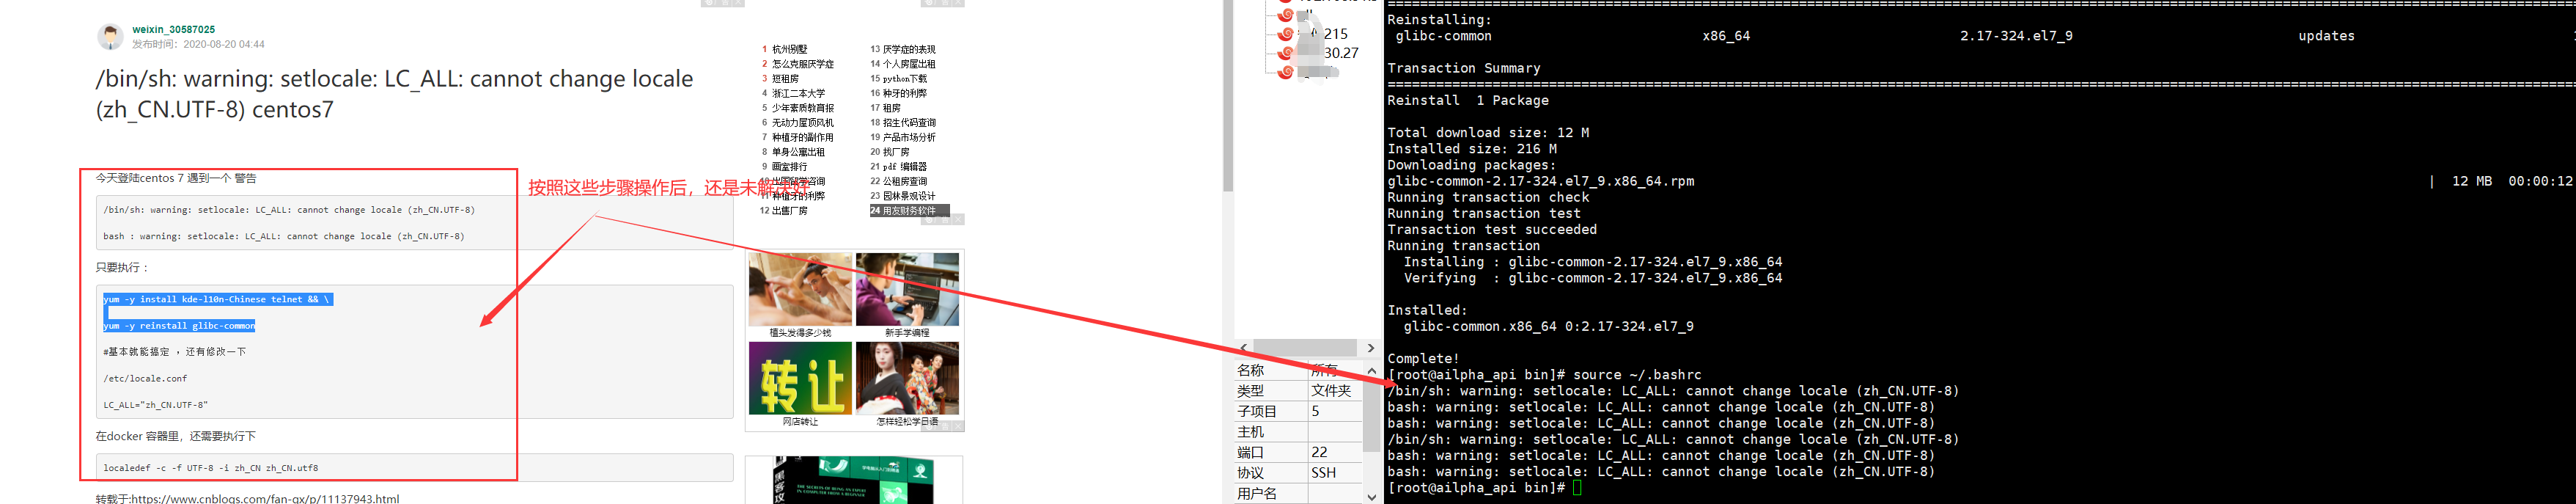 广告
广告
weixin_30587025
发布时间：2020-08-20 04:44
/bin/sh: warning: setlocale: LC_ALL: cannot change locale
(zh_CN.UTF-8) centos7
今天登陆centos 7 遇到一个 警告
/bin/sh: warning: setlocale: LC_ALL: cannot change locale (zh_CN.UTF-8)
bash : warning: setlocale: LC_ALL: cannot change locale (zh_CN.UTF-8)
只要执行：
yum -y install kde-l10n-Chinese telnet && \
yum -y reinstall glibc-common
#基本就能搞定 ，还有修改一下
/etc/locale.conf
LC_ALL="zh_CN.UTF-8"
在docker 容器里，还需要执行下
localedef -c -f UTF-8 -i zh_CN zh_CN.utf8
转载于:https://www.cnblogs.com/fan-gx/p/11137943.html
按照这些步骤操作后，还是未解决好
1 杭州别墅
2 怎么克服厌学症
3 短租房
4 浙江二本大学
5 少年素质教育报
6 无动力屋顶风机
7 种植牙的副作用
8 单身公寓出租
9 画室排行
10 出国留学咨询
11 种植牙的利弊
12 出售厂房
13 厌学症的表现
14 个人房屋出租
15 python下载
16 种牙的利弊
17 租房
18 招生代码查询
19 产品市场分析
20 找厂房
21 pdf 编辑器
22 公租房查询
23 园林景观设计
24 用友财务软件
广告
植头发得多少钱
新手学编程
转让
网店转让
怎样轻松学日语
广告
215
30.27
名称 所有
类型 文件夹
子项目 5
主机
端口 22
协议 SSH
用户名
Reinstalling:
glibc-common x86_64 2.17-324.el7_9 updates
Transaction Summary
Reinstall 1 Package
Total download size: 12 M
Installed size: 216 M
Downloading packages:
glibc-common-2.17-324.el7_9.x86_64.rpm | 12 MB 00:00:12
Running transaction check
Running transaction test
Transaction test succeeded
Running transaction
Installing : glibc-common-2.17-324.el7_9.x86_64
Verifying : glibc-common-2.17-324.el7_9.x86_64
Installed:
glibc-common.x86_64 0:2.17-324.el7_9
Complete!
[root@ailpha_api bin]# source ~/.bashrc
/bin/sh: warning: setlocale: LC_ALL: cannot change locale (zh_CN.UTF-8)
bash: warning: setlocale: LC_ALL: cannot change locale (zh_CN.UTF-8)
bash: warning: setlocale: LC_ALL: cannot change locale (zh_CN.UTF-8)
/bin/sh: warning: setlocale: LC_ALL: cannot change locale (zh_CN.UTF-8)
bash: warning: setlocale: LC_ALL: cannot change locale (zh_CN.UTF-8)
bash: warning: setlocale: LC_ALL: cannot change locale (zh_CN.UTF-8)
[root@ailpha_api bin]#